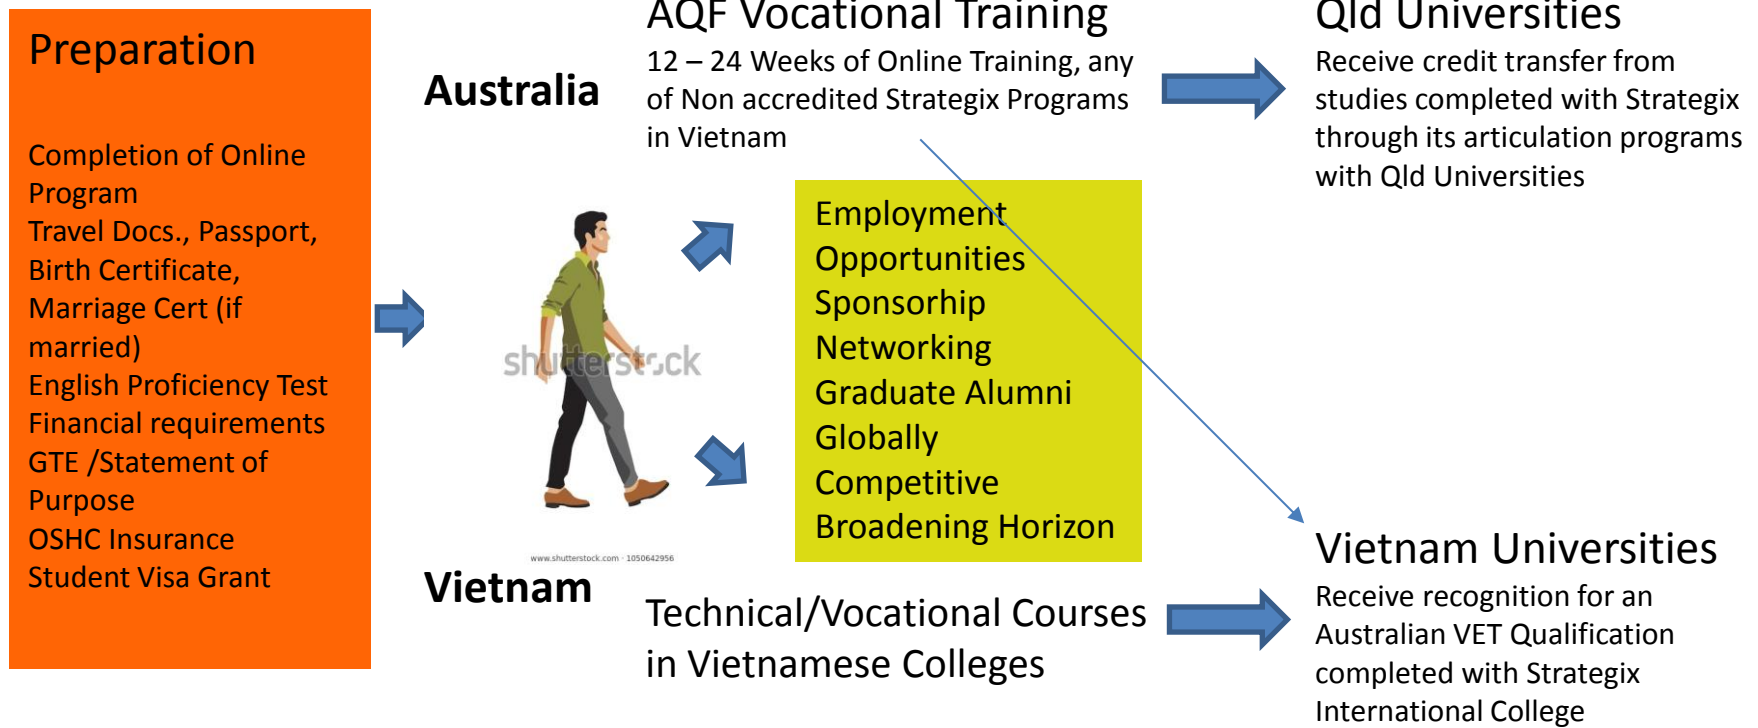 Preparation
Completion of Online
Program
Travel Docs., Passport,
Birth Certificate,
Marriage Cert (if
married)
English Proficiency Test
Financial requirements
GTE /Statement of
Purpose
OSHC Insurance
Student Visa Grant
Australia
AQF Vocational Training
12 – 24 Weeks of Online Training, any
of Non accredited Strategix Programs
in Vietnam
Qld Universities
Receive credit transfer from
studies completed with Strategix
through its articulation programs
with Qld Universities
shutterstock
www.shutterstock.com · 1050642956
Employment
Opportunities
Sponsorhip
Networking
Graduate Alumni
Globally
Competitive
Broadening Horizon
Vietnam
Technical/Vocational Courses
in Vietnamese Colleges
Vietnam Universities
Receive recognition for an
Australian VET Qualification
completed with Strategix
International College